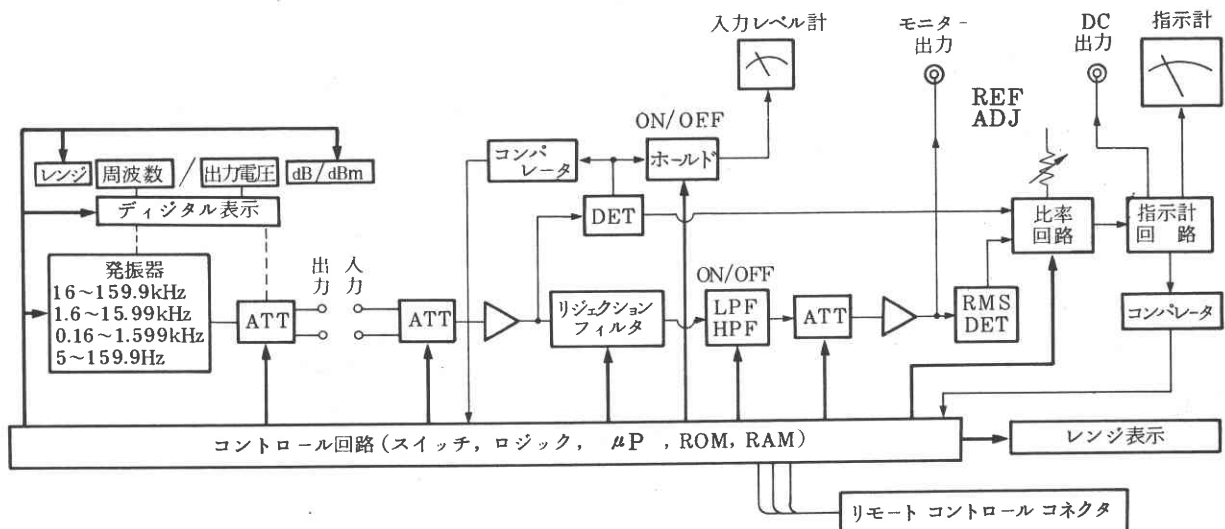 入力レベル計
モニター
出力
DC
出力
指示計
REF
ADJ
ON/OFF
コンパ
レータ
ホールド
レンジ
周波数
/
出力電圧
dB/dBm
ディジタル表示
DET
比率
回路
指示計
回路
発振器
16~159.9kHz
1.6~15.99kHz
0.16~1.599kHz
5~159.9Hz
ATT
出力
入力
ATT
リジェクション
フィルタ
ON/OFF
LPF
HPF
ATT
RMS
DET
コンパレータ
コントロール回路(スイッチ,ロジック, μP ,ROM,RAM)
レンジ表示
リモート コントロール コネクタ